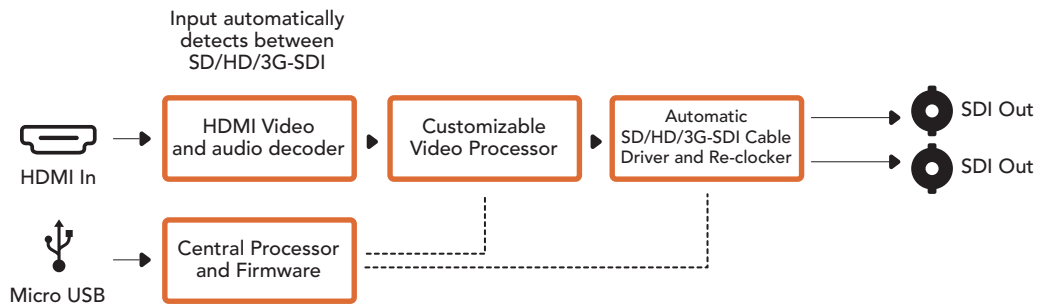 Input automatically
detects between
SD/HD/3G-SDI
HDMI In
HDMI Video
and audio decoder
Customizable
Video Processor
Automatic
SD/HD/3G-SDI Cable
Driver and Re-clocker
SDI Out
SDI Out
Micro USB
Central Processor
and Firmware